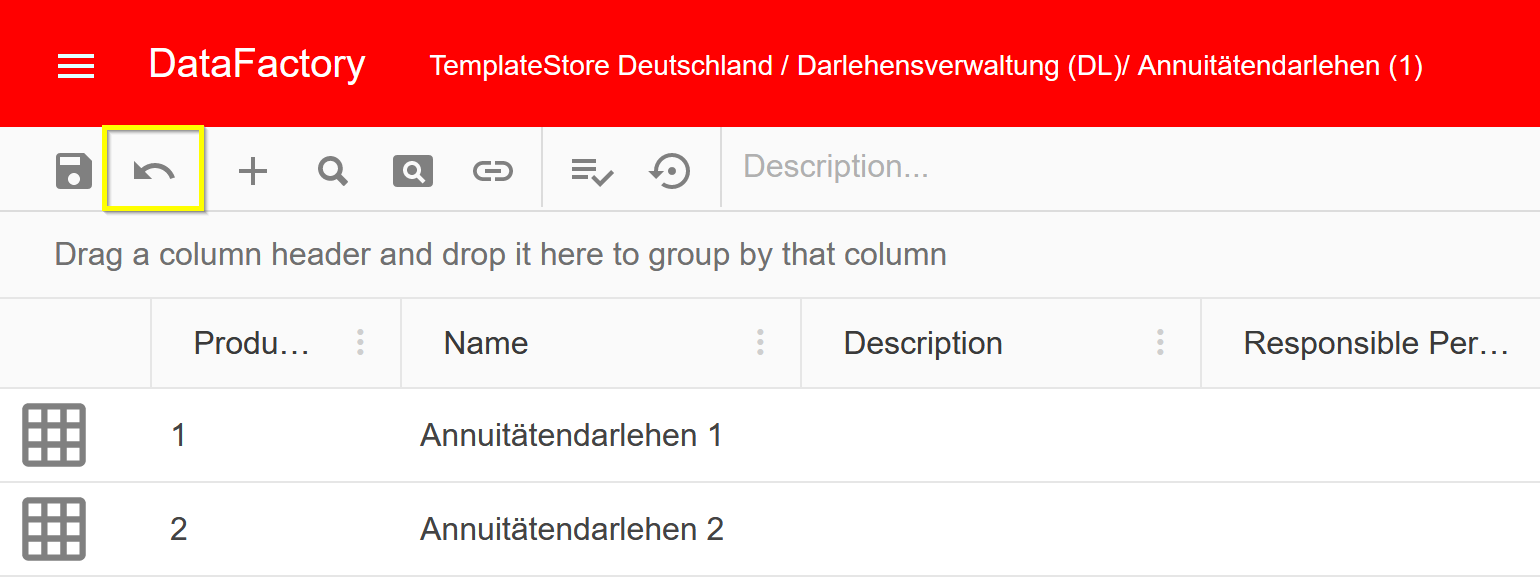 DataFactory TemplateStore Deutschland / Darlehensverwaltung (DL)/ Annuitätendarlehen (1)
Description...
Drag a column header and drop it here to group by that column
Produ… Name Description Responsible Per…
1 Annuitätendarlehen 1
2 Annuitätendarlehen 2